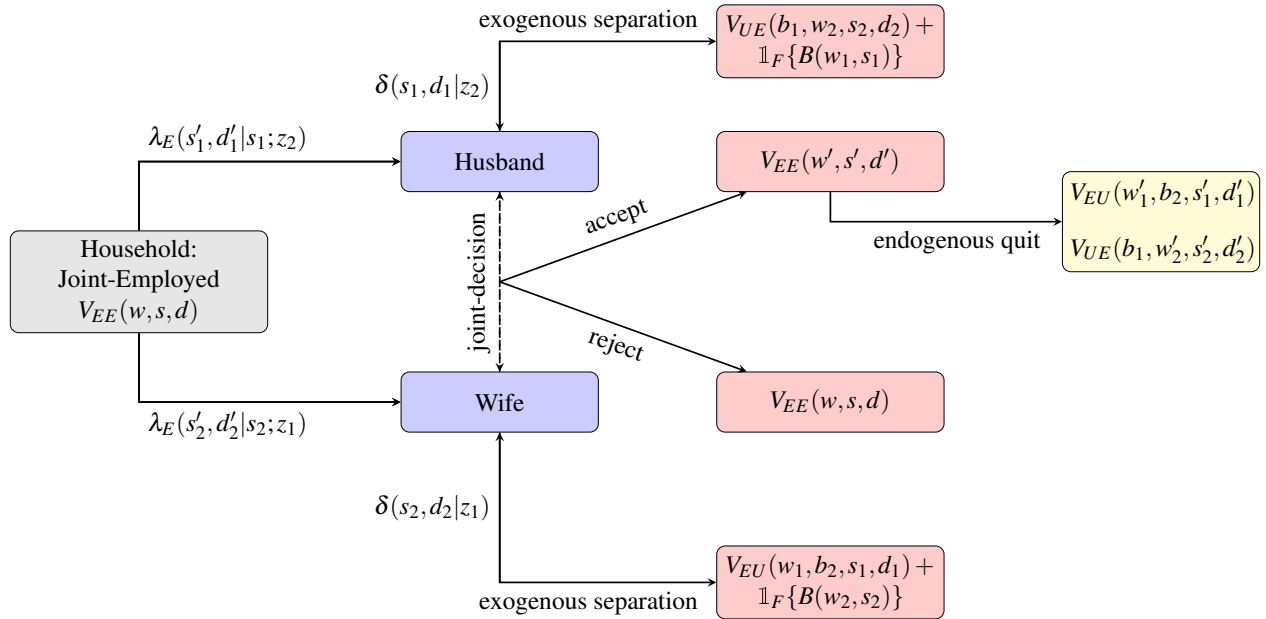 exogenous separation
V_{UE}(b_1, w_2, s_2, d_2) +
𝟙_F{B(w_1, s_1)}
δ(s_1, d_1|z_2)
λ_E(s′_1, d′_1|s_1; z_2)
Husband
V_{EE}(w′, s′, d′)
accept
V_{EU}(w′_1, b_2, s′_1, d′_1)
V_{UE}(b_1, w′_2, s′_2, d′_2)
endogenous quit
Household:
Joint-Employed
V_{EE}(w, s, d)
joint-decision
reject
Wife
V_{EE}(w, s, d)
λ_E(s′_2, d′_2|s_2; z_1)
δ(s_2, d_2|z_1)
V_{EU}(w_1, b_2, s_1, d_1) +
𝟙_F{B(w_2, s_2)}
exogenous separation